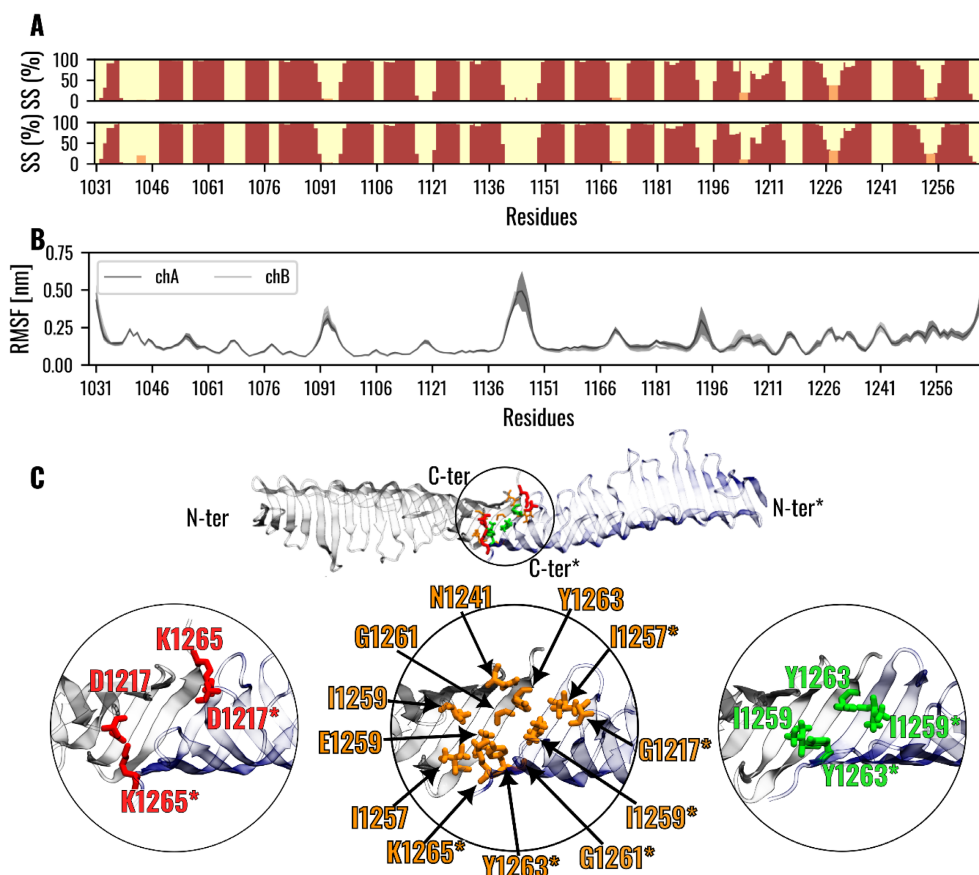 A
SS (%)
100
50
0
SS (%)
100
50
0
1031 1046 1061 1076 1091 1106 1121 1136 1151 1166 1181 1196 1211 1226 1241 1256
Residues
B
RMSF [nm]
0.75
0.50
0.25
0.00
chA chB
1031 1046 1061 1076 1091 1106 1121 1136 1151 1166 1181 1196 1211 1226 1241 1256
Residues
C
N-ter
C-ter
N-ter*
C-ter*
K1265
D1217
D1217*
K1265*
N1241
Y1263
G1261
I1257*
I1259
E1259
G1217*
I1257
I1259*
K1265*
G1261*
Y1263*
Y1263
I1259
I1259*
Y1263*